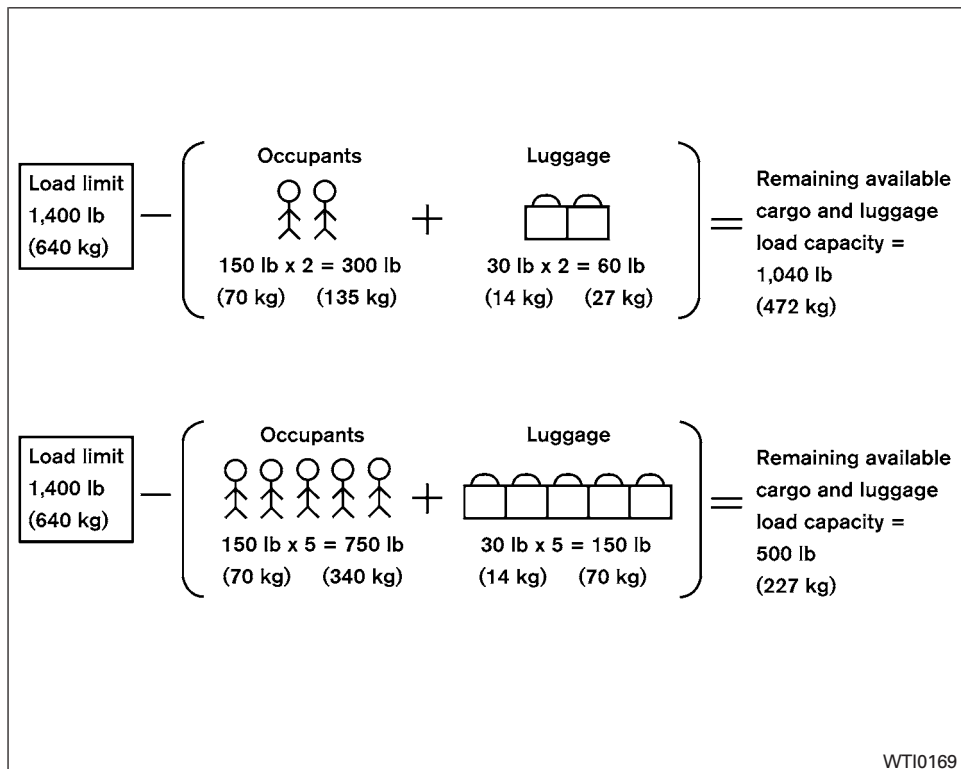 Load limit
1,400 lb
(640 kg)
—
Occupants
150 lb x 2 = 300 lb
(70 kg) (135 kg)
+
Luggage
30 lb x 2 = 60 lb
(14 kg) (27 kg)
=
Remaining available
cargo and luggage
load capacity =
1,040 lb
(472 kg)
Load limit
1,400 lb
(640 kg)
—
Occupants
150 lb x 5 = 750 lb
(70 kg) (340 kg)
+
Luggage
30 lb x 5 = 150 lb
(14 kg) (70 kg)
=
Remaining available
cargo and luggage
load capacity =
500 lb
(227 kg)
WTI0169